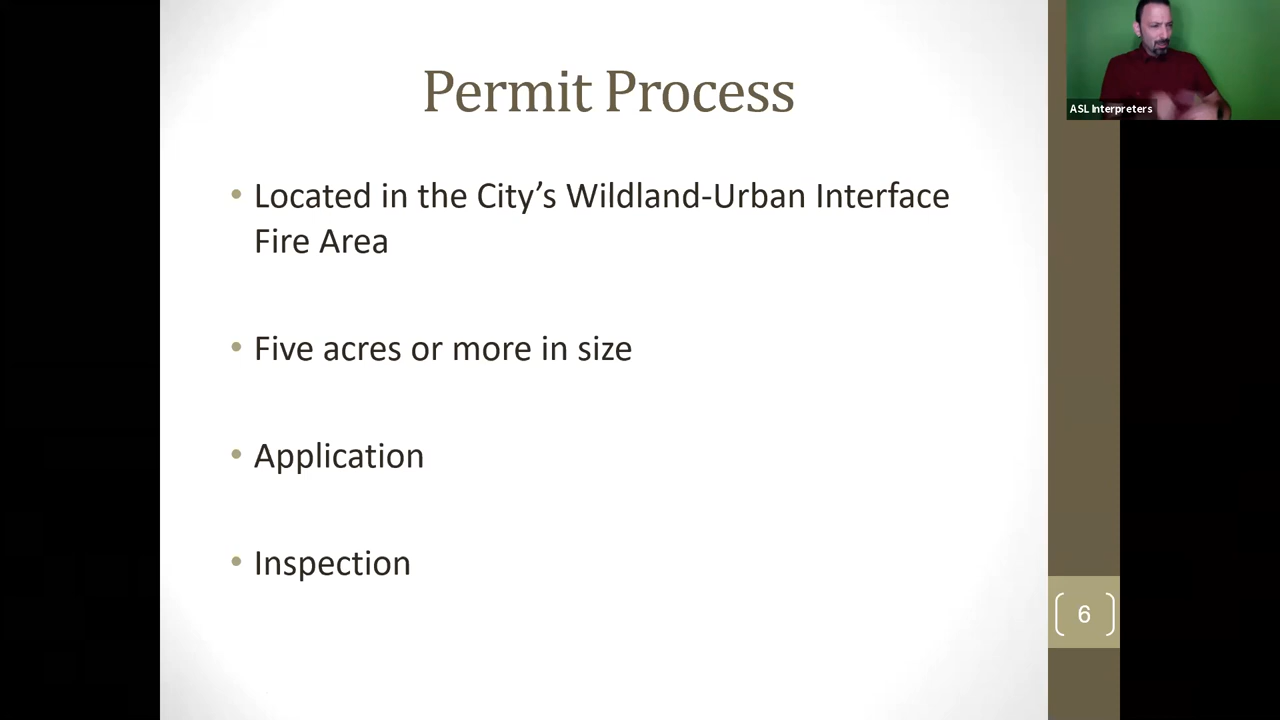 Permit Process
• Located in the City’s Wildland-Urban Interface
Fire Area
• Five acres or more in size
• Application
• Inspection
6
ASL Interpreters